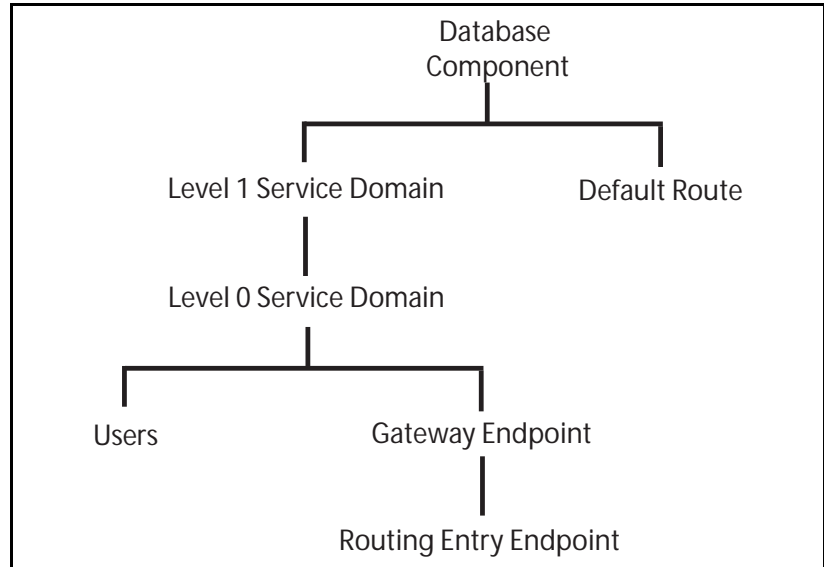 Database
Component
Level 1 Service Domain
Default Route
Level 0 Service Domain
Users
Gateway Endpoint
Routing Entry Endpoint